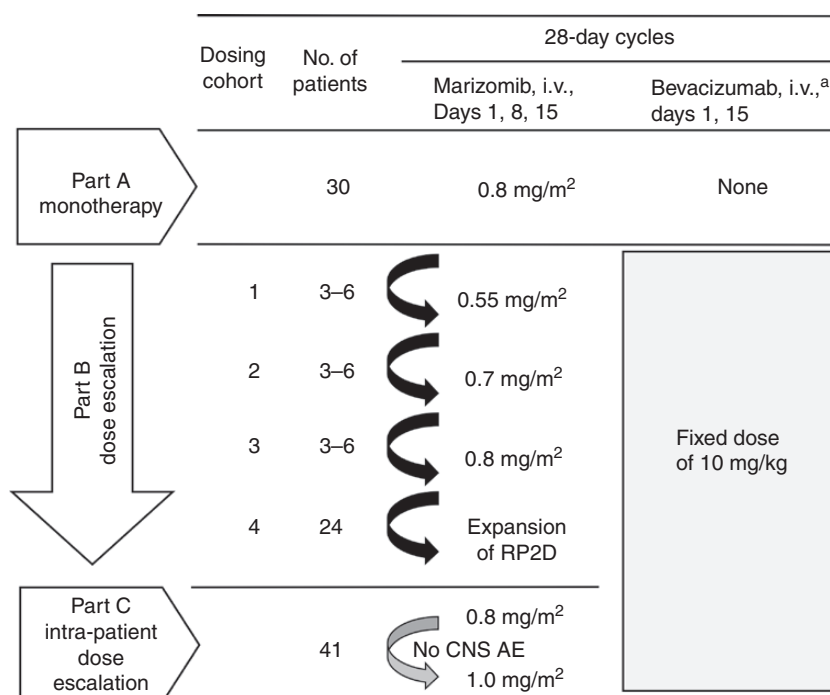 Dosing cohort
No. of patients
28-day cycles
Marizomib, i.v., Days 1, 8, 15
Bevacizumab, i.v.,a days 1, 15
Part A monotherapy
30
0.8 mg/m2
None
Part B dose escalation
1
3–6
0.55 mg/m2
2
3–6
0.7 mg/m2
3
3–6
0.8 mg/m2
4
24
Expansion of RP2D
Fixed dose of 10 mg/kg
Part C intra-patient dose escalation
41
0.8 mg/m2
No CNS AE
1.0 mg/m2